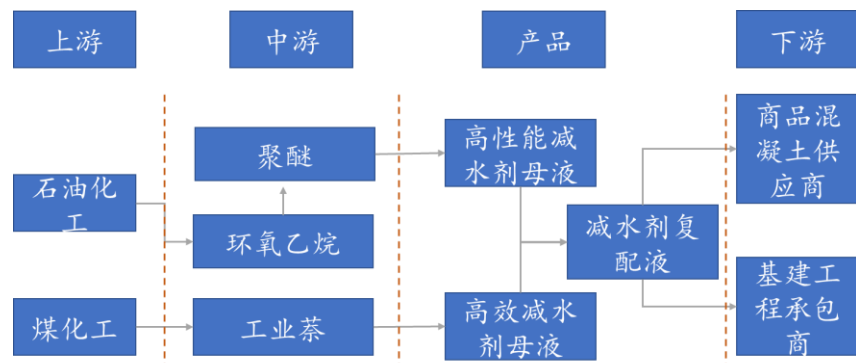 上游
中游
产品
下游
石油化
工
煤化工
聚醚
环氧乙烷
工业萘
高性能减
水剂母液
高效减水
剂母液
减水剂复
配液
商品混
凝土供
应商
基建工
程承包
商